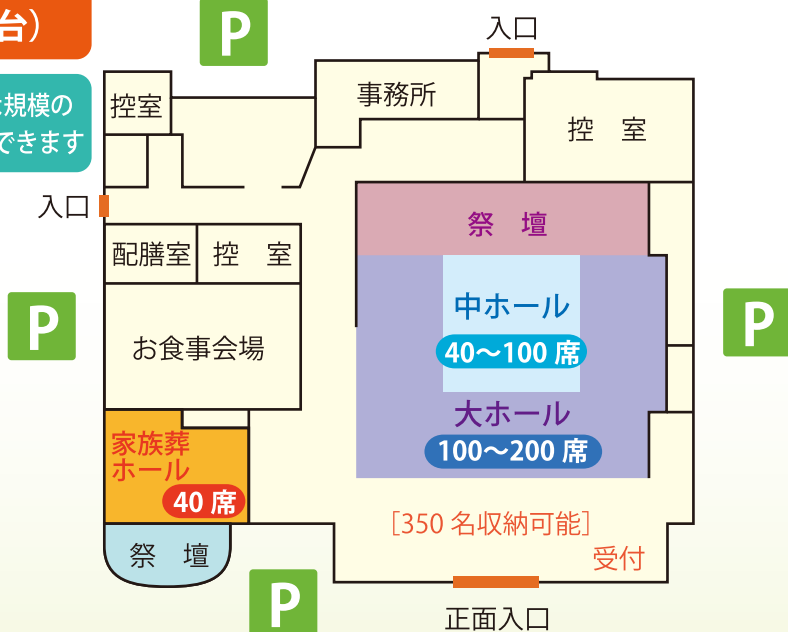 台）
規模の
できます
P
入口
控室
事務所
控　室
入口
祭　壇
配膳室
控　室
P
中ホール
P
お食事会場
40〜100 席
大ホール
100〜200 席
家族葬
ホール
40 席
［350 名収納可能］
祭　壇
受付
P
正面入口